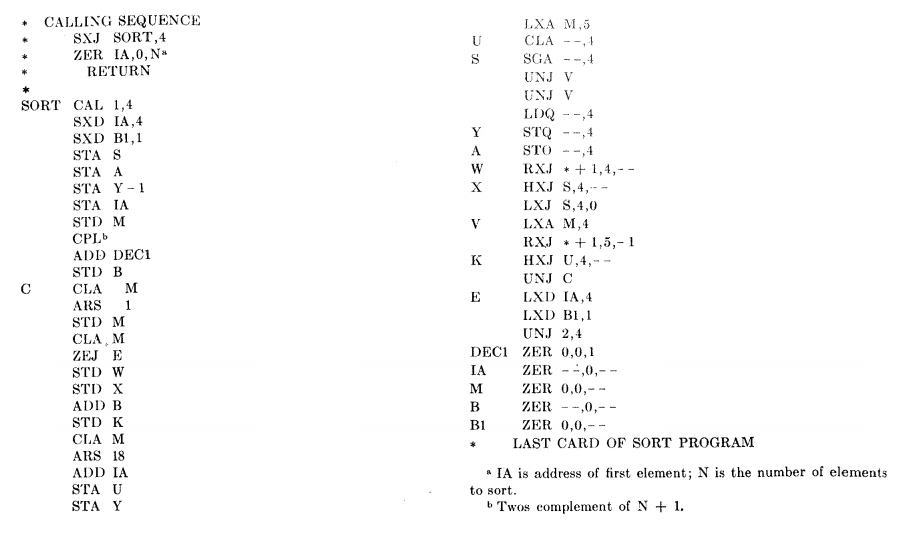 * CALLING SEQUENCE
* SXJ SORT,4
* ZER IA,0,Nᵃ
* RETURN
*
SORT CAL 1,4
SXD IA,4
SXD B1,1
STA S
STA A
STA Y-1
STA IA
STD M
CPLᵇ
ADD DEC1
STD B
C CLA M
ARS 1
STD M
CLA M
ZEJ E
STD W
STD X
ADD B
STD K
CLA M
ARS 18
ADD IA
STA U
STA Y
LXA M,5
U CLA --,4
S SGA --,4
UNJ V
UNJ V
LDQ --,4
Y STQ --,4
A STO --,4
W RXJ *+1,4,--
X HXJ S,4,--
LXJ S,4,0
V LXA M,4
RXJ *+1,5,-1
K HXJ U,4,--
UNJ C
E LXD IA,4
LXD B1,1
UNJ 2,4
DEC1 ZER 0,0,1
IA ZER --,0,--
M ZER 0,0,--
B ZER --,0,--
B1 ZER 0,0,--
* LAST CARD OF SORT PROGRAM
ᵃ IA is address of first element; N is the number of elements
to sort.
ᵇ Twos complement of N + 1.